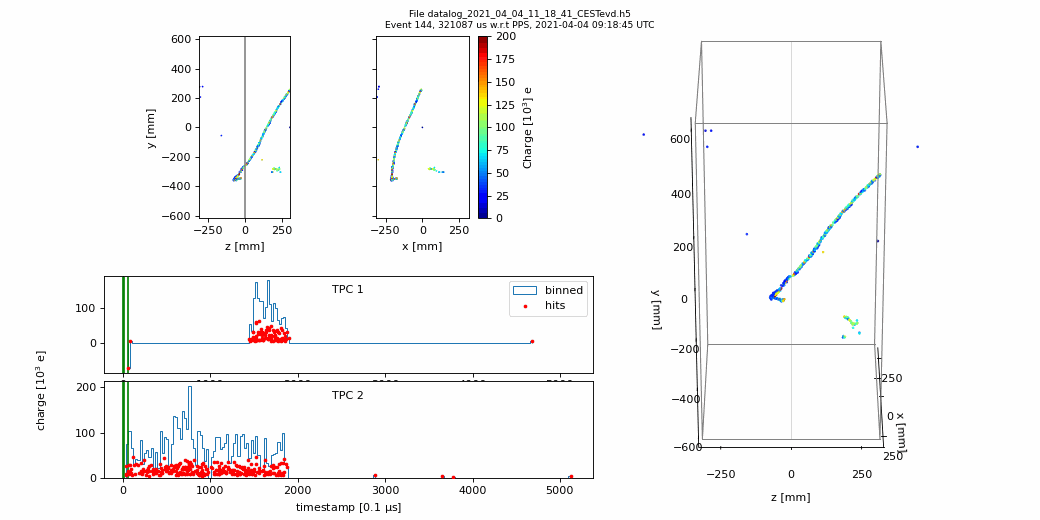 File datalog_2021_04_04_11_18_41_CESTevd.h5
Event 144, 321087 us w.r.t PPS, 2021-04-04 09:18:45 UTC
600
400
200
0
−200
−400
−600
y [mm]
−250 0 250
z [mm]
−250 0 250
x [mm]
200
175
150
125
100
75
50
25
0
Charge [10³] e
TPC 1
binned
hits
100
0
TPC 2
200
100
0
charge [10³ e]
0 1000 2000 3000 4000 5000
timestamp [0.1 µs]
600
400
200
0
−200
−400
−600
y [mm]
−250 0 250
z [mm]
−250
0
250
x [mm]